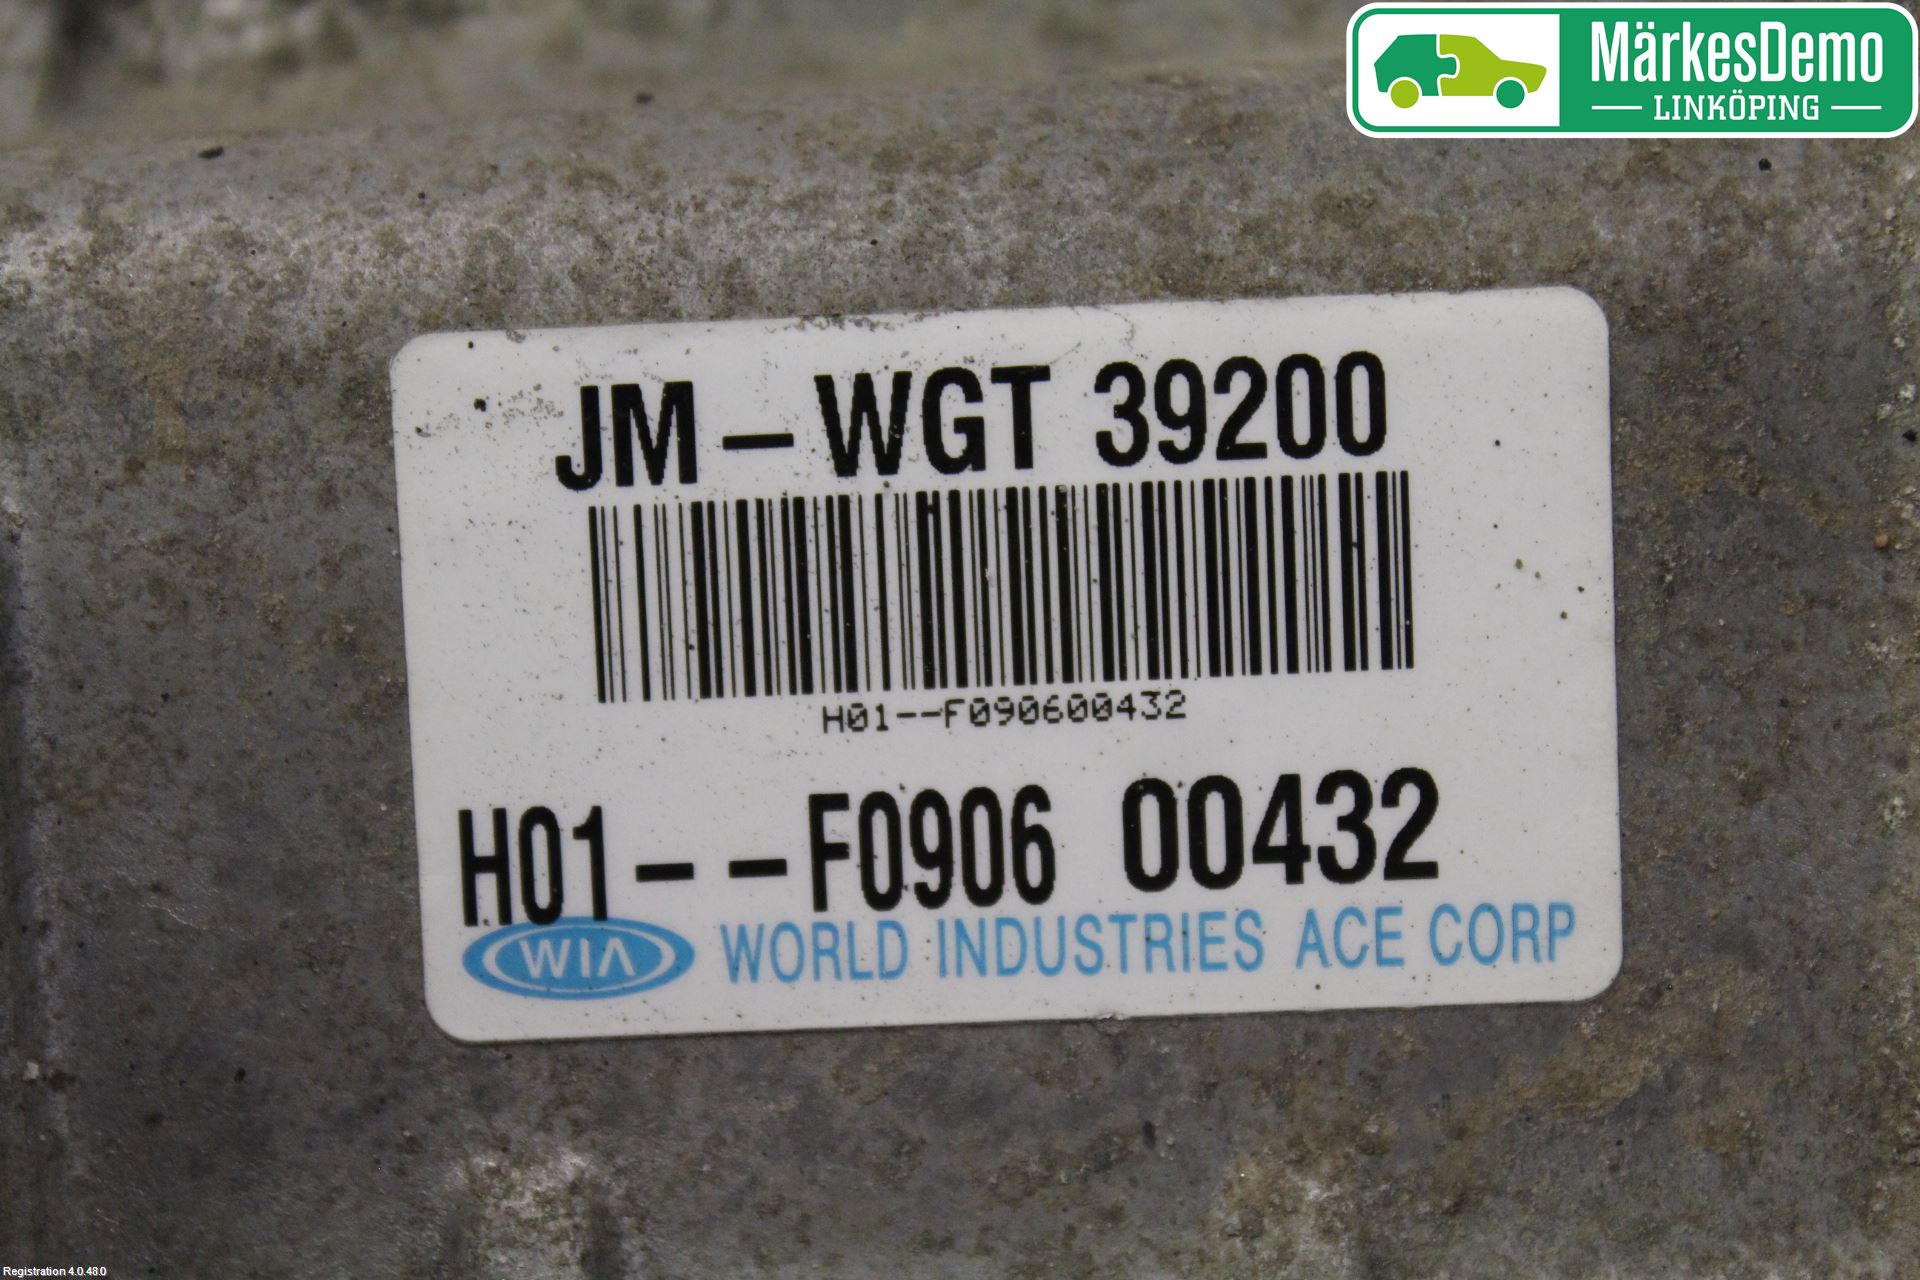 MärkesDemo
LINKÖPING
JM-WGT 39200
H01--F090600432
H01--F0906 00432
WIA WORLD INDUSTRIES ACE CORP
Registration 4.0.48.0